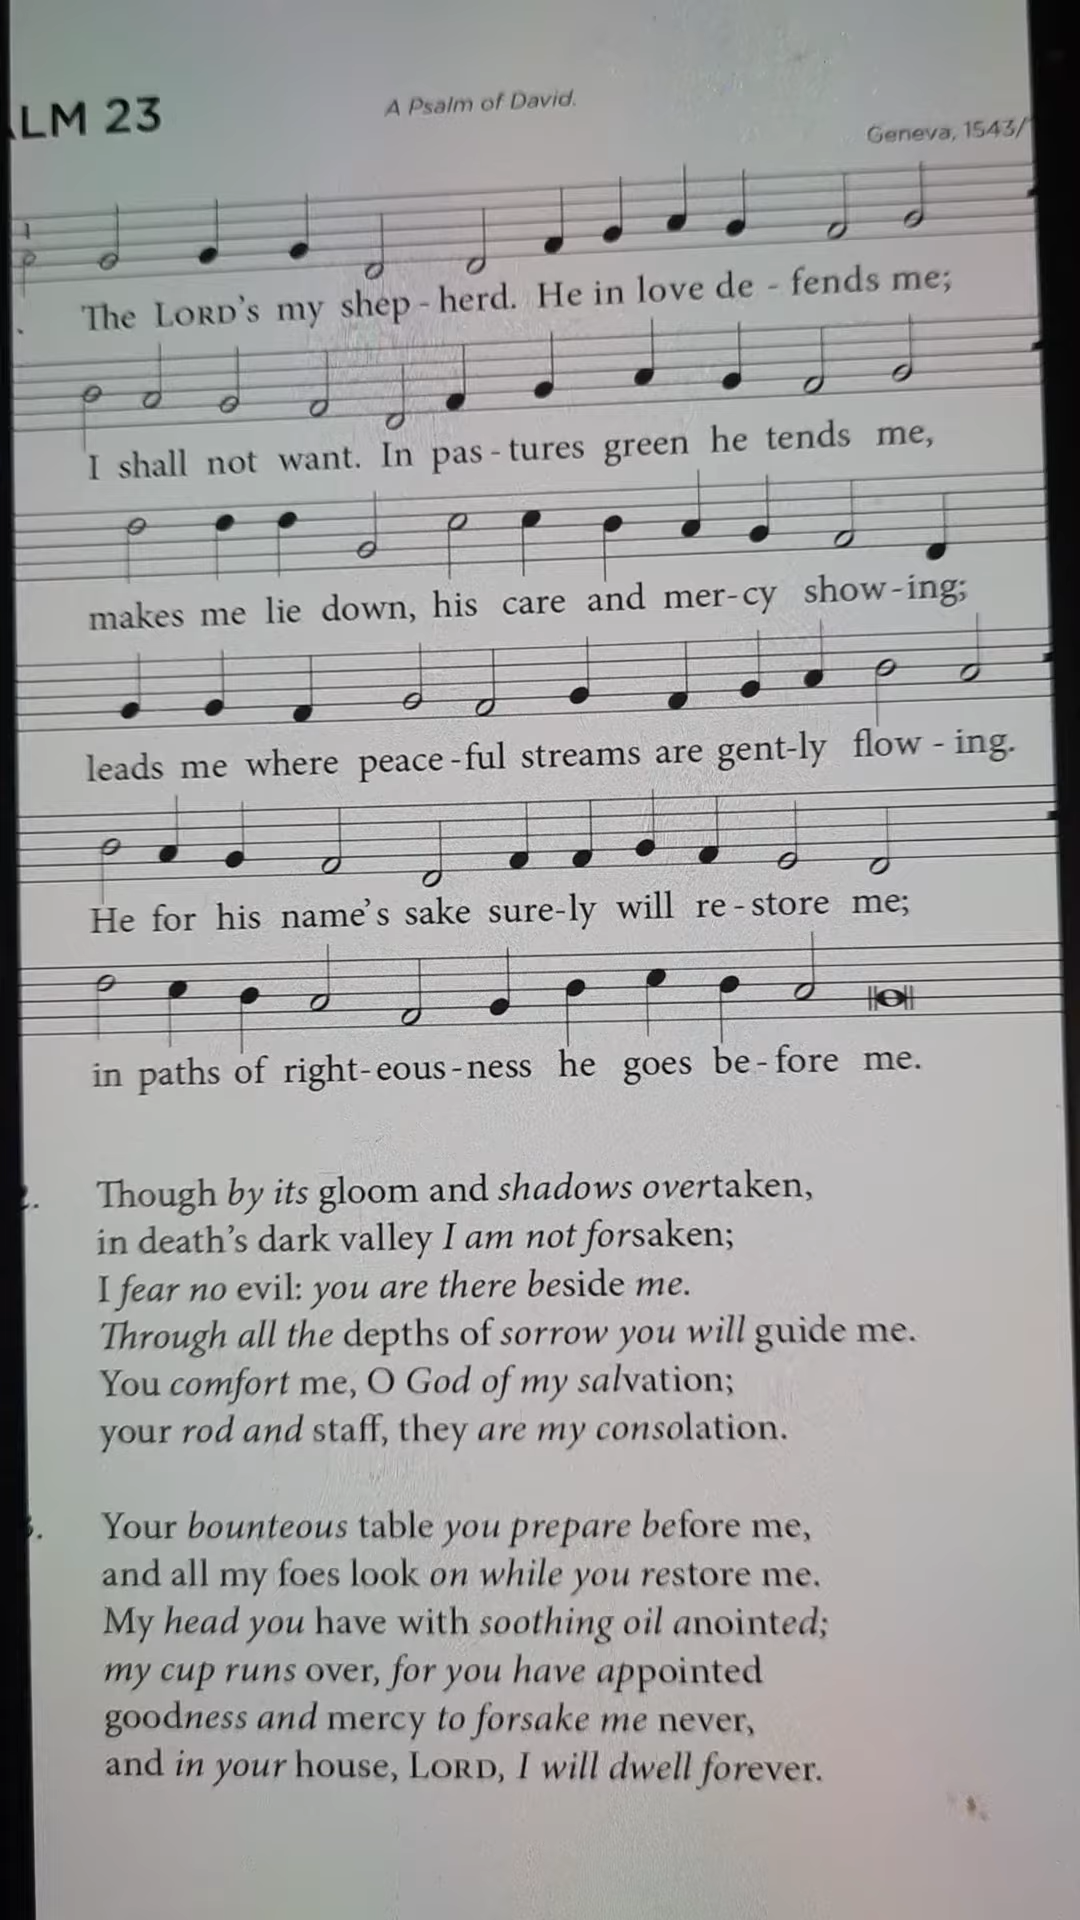 LM 23
A Psalm of David.
Geneva, 1543/
The LORD's my shep - herd. He in love de - fends me;
I shall not want. In pas - tures green he tends me,
makes me lie down, his care and mer-cy show-ing;
leads me where peace-ful streams are gent-ly flow - ing.
He for his name's sake sure-ly will re-store me;
in paths of right-eous-ness he goes be-fore me.
Though by its gloom and shadows overtaken,
in death's dark valley I am not forsaken;
I fear no evil: you are there beside me.
Through all the depths of sorrow you will guide me.
You comfort me, O God of my salvation;
your rod and staff, they are my consolation.
Your bounteous table you prepare before me,
and all my foes look on while you restore me.
My head you have with soothing oil anointed;
my cup runs over, for you have appointed
goodness and mercy to forsake me never,
and in your house, LORD, I will dwell forever.